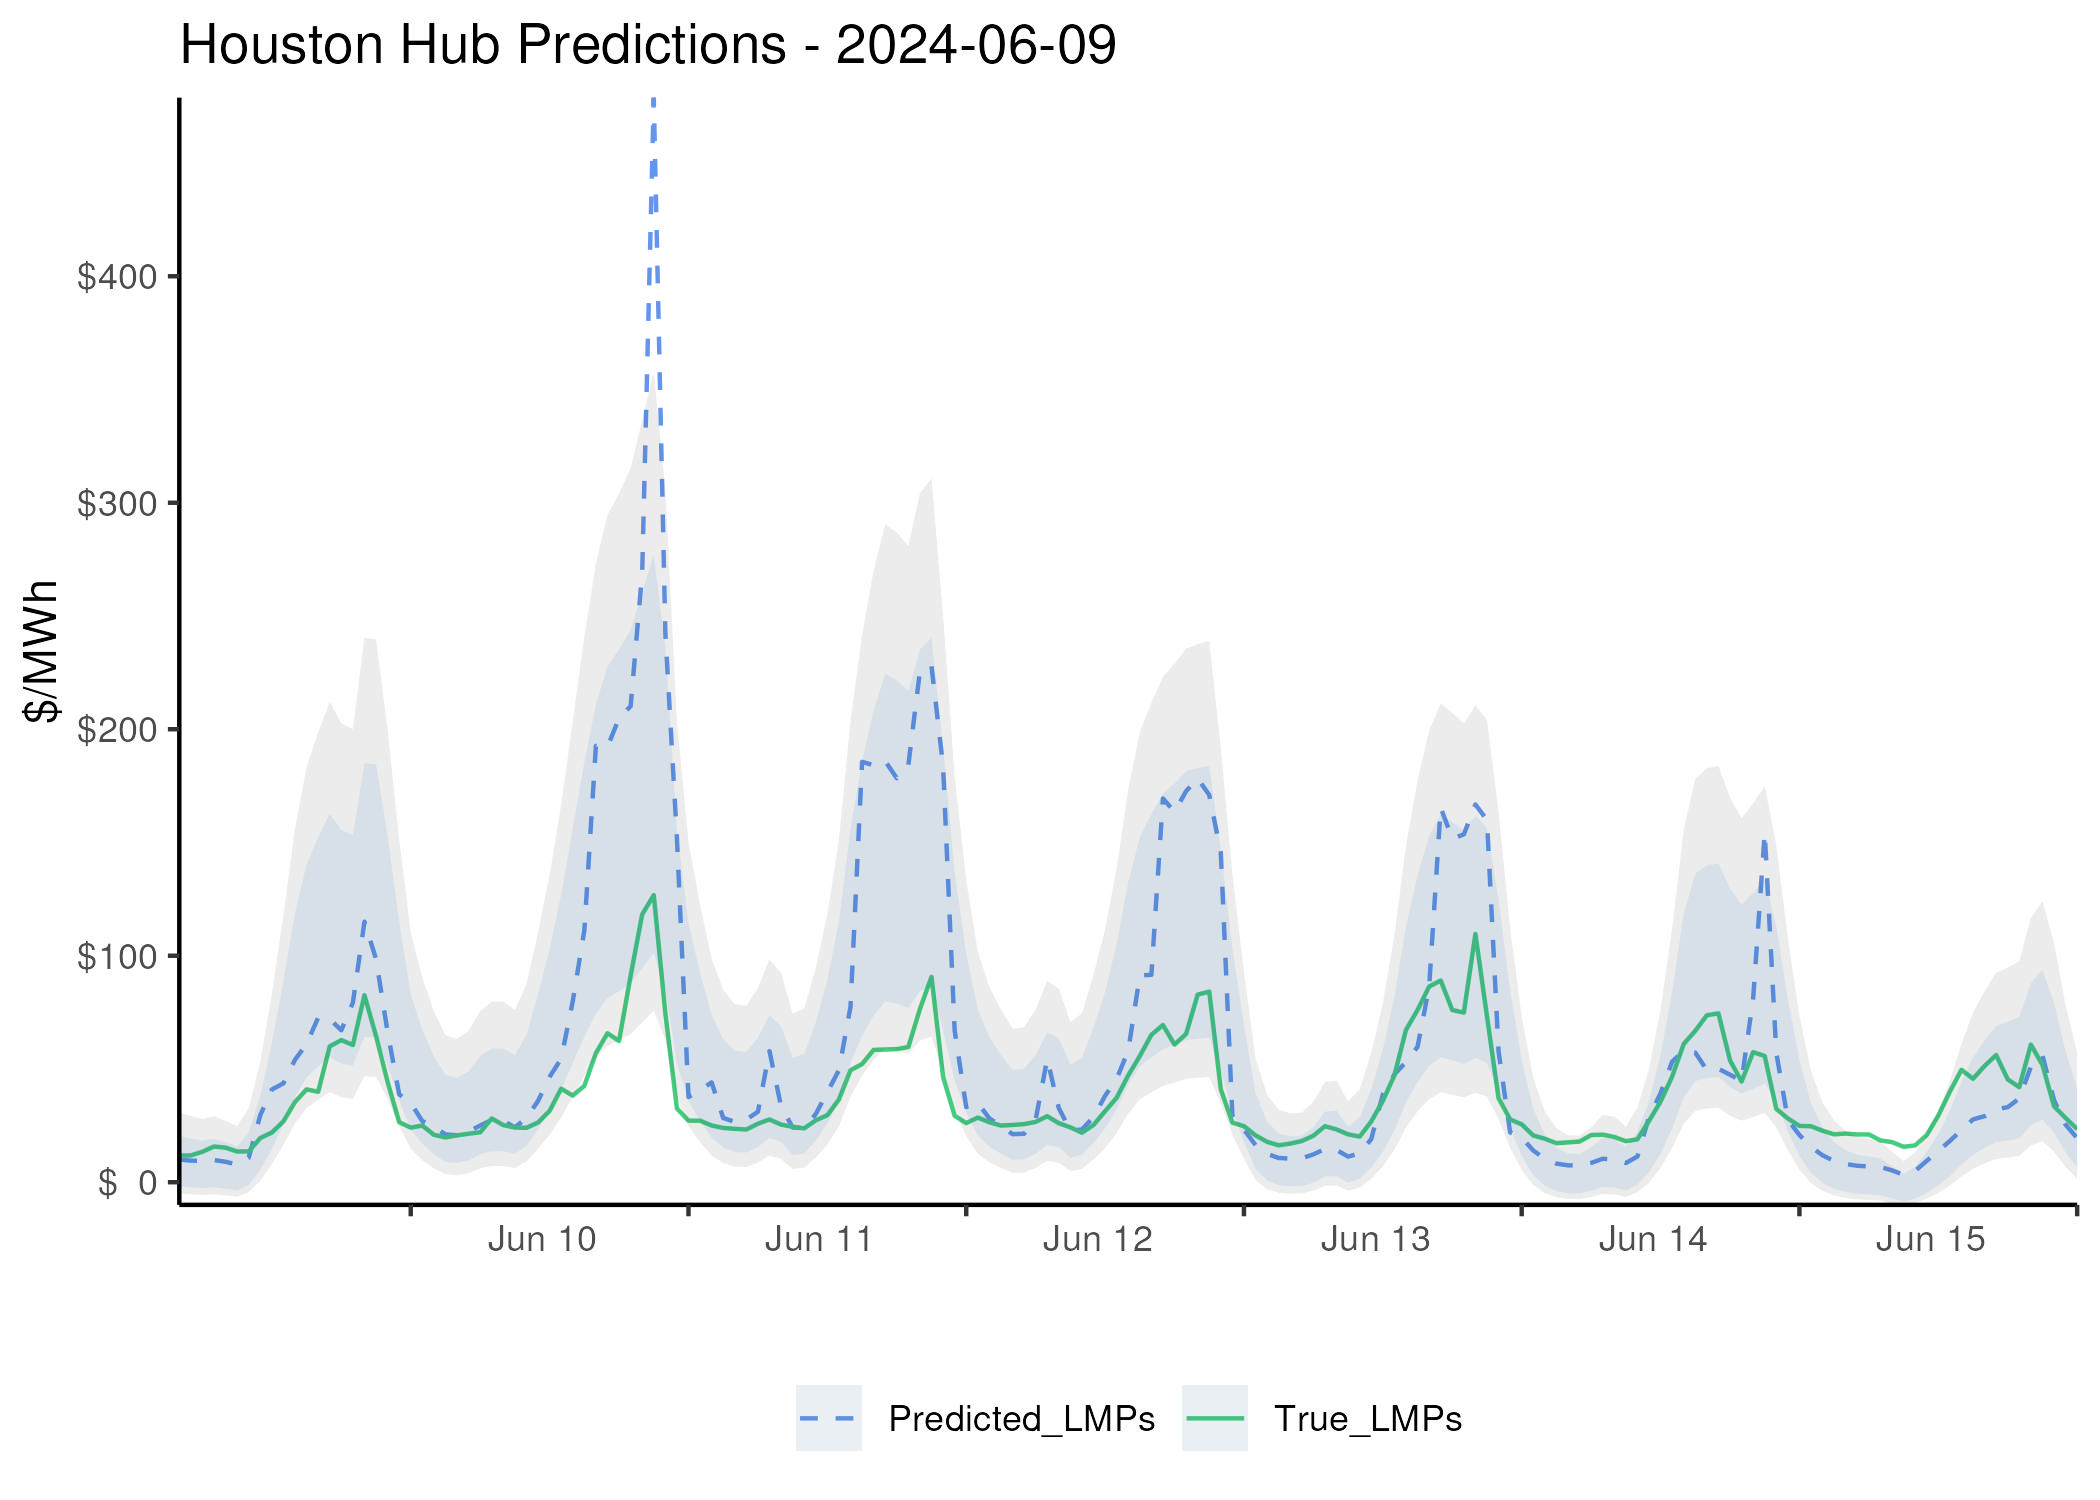 Houston Hub Predictions - 2024-06-09
$/MWh
$400
$300
$200
$100
$ 0
Jun 10
Jun 11
Jun 12
Jun 13
Jun 14
Jun 15
Predicted_LMPs
True_LMPs